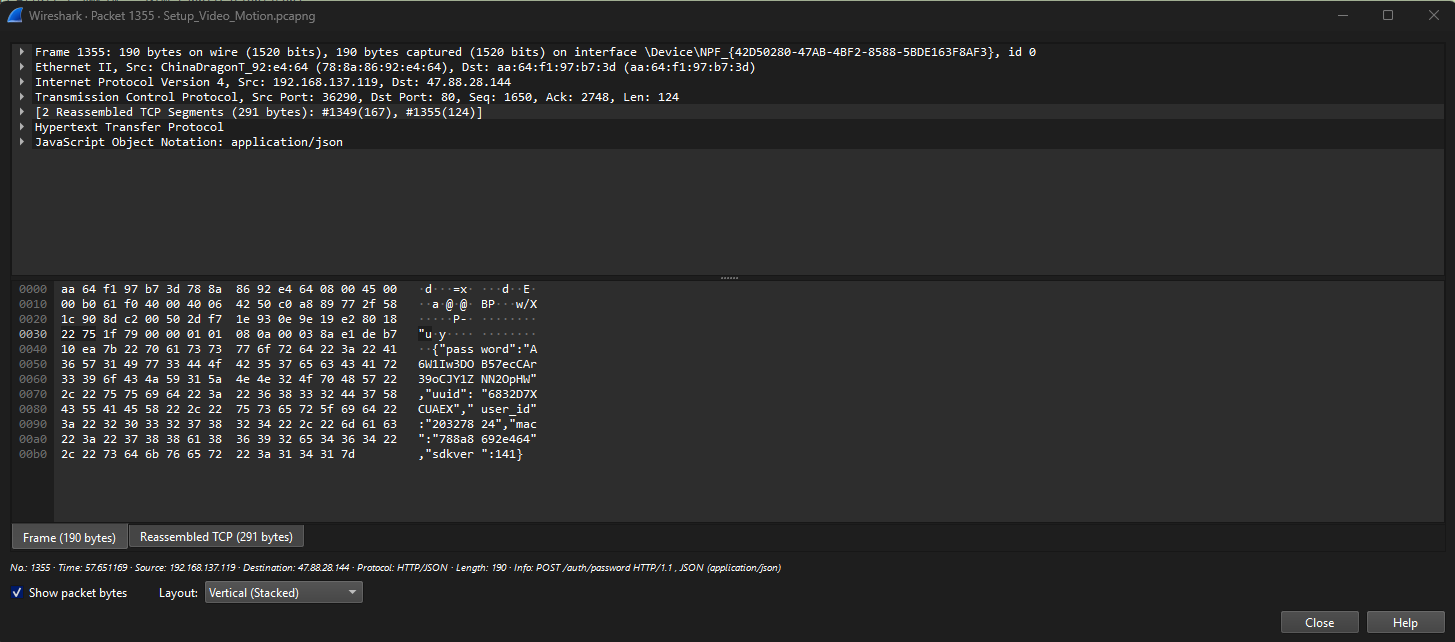 Wireshark · Packet 1355 · Setup_Video_Motion.pcapng
Frame 1355: 190 bytes on wire (1520 bits), 190 bytes captured (1520 bits) on interface \Device\NPF_{42D50280-47AB-4BF2-8588-5BDE163F8AF3}, id 0
Ethernet II, Src: ChinaDragonT_92:e4:64 (78:8a:86:92:e4:64), Dst: aa:64:f1:97:b7:3d (aa:64:f1:97:b7:3d)
Internet Protocol Version 4, Src: 192.168.137.119, Dst: 47.88.28.144
Transmission Control Protocol, Src Port: 36290, Dst Port: 80, Seq: 1650, Ack: 2748, Len: 124
[2 Reassembled TCP Segments (291 bytes): #1349(167), #1355(124)]
Hypertext Transfer Protocol
JavaScript Object Notation: application/json
0000 aa 64 f1 97 b7 3d 78 8a 86 92 e4 64 08 00 45 00 ·d···=x· ···d··E·
0010 00 b0 61 f0 40 00 40 06 42 50 c0 a8 89 77 2f 58 ··a·@·@· BP···w/X
0020 1c 90 8d c2 00 50 2d f7 1e 93 0e 9e 19 e2 80 18 ·····P-· ········
0030 22 75 1f 79 00 00 01 01 08 0a 00 03 8a e1 de b7 "u·y···· ········
0040 10 ea 7b 22 70 61 73 73 77 6f 72 64 22 3a 22 41 ··{"pass word":"A
0050 36 57 31 49 77 33 44 4f 42 35 37 65 63 43 41 72 6W1Iw3DO B57ecCAr
0060 33 39 6f 43 4a 59 31 5a 4e 4e 32 4f 70 48 57 22 39oCJY1Z NN2OpHW"
0070 2c 22 75 75 69 64 22 3a 22 36 38 33 32 44 37 58 ,"uuid": "6832D7X
0080 43 55 41 45 58 22 2c 22 75 73 65 72 5f 69 64 22 CUAEX"," user_id"
0090 3a 22 32 30 33 32 37 38 32 34 22 2c 22 6d 61 63 :"203278 24","mac
00a0 22 3a 22 37 38 38 61 38 36 39 32 65 34 36 34 22 ":"788a8 692e464"
00b0 2c 22 73 64 6b 76 65 72 22 3a 31 34 31 7d ,"sdkver ":141}
Frame (190 bytes) Reassembled TCP (291 bytes)
No.: 1355 · Time: 57.651169 · Source: 192.168.137.119 · Destination: 47.88.28.144 · Protocol: HTTP/JSON · Length: 190 · Info: POST /auth/password HTTP/1.1 , JSON (application/json)
Show packet bytes Layout: Vertical (Stacked)
Close Help